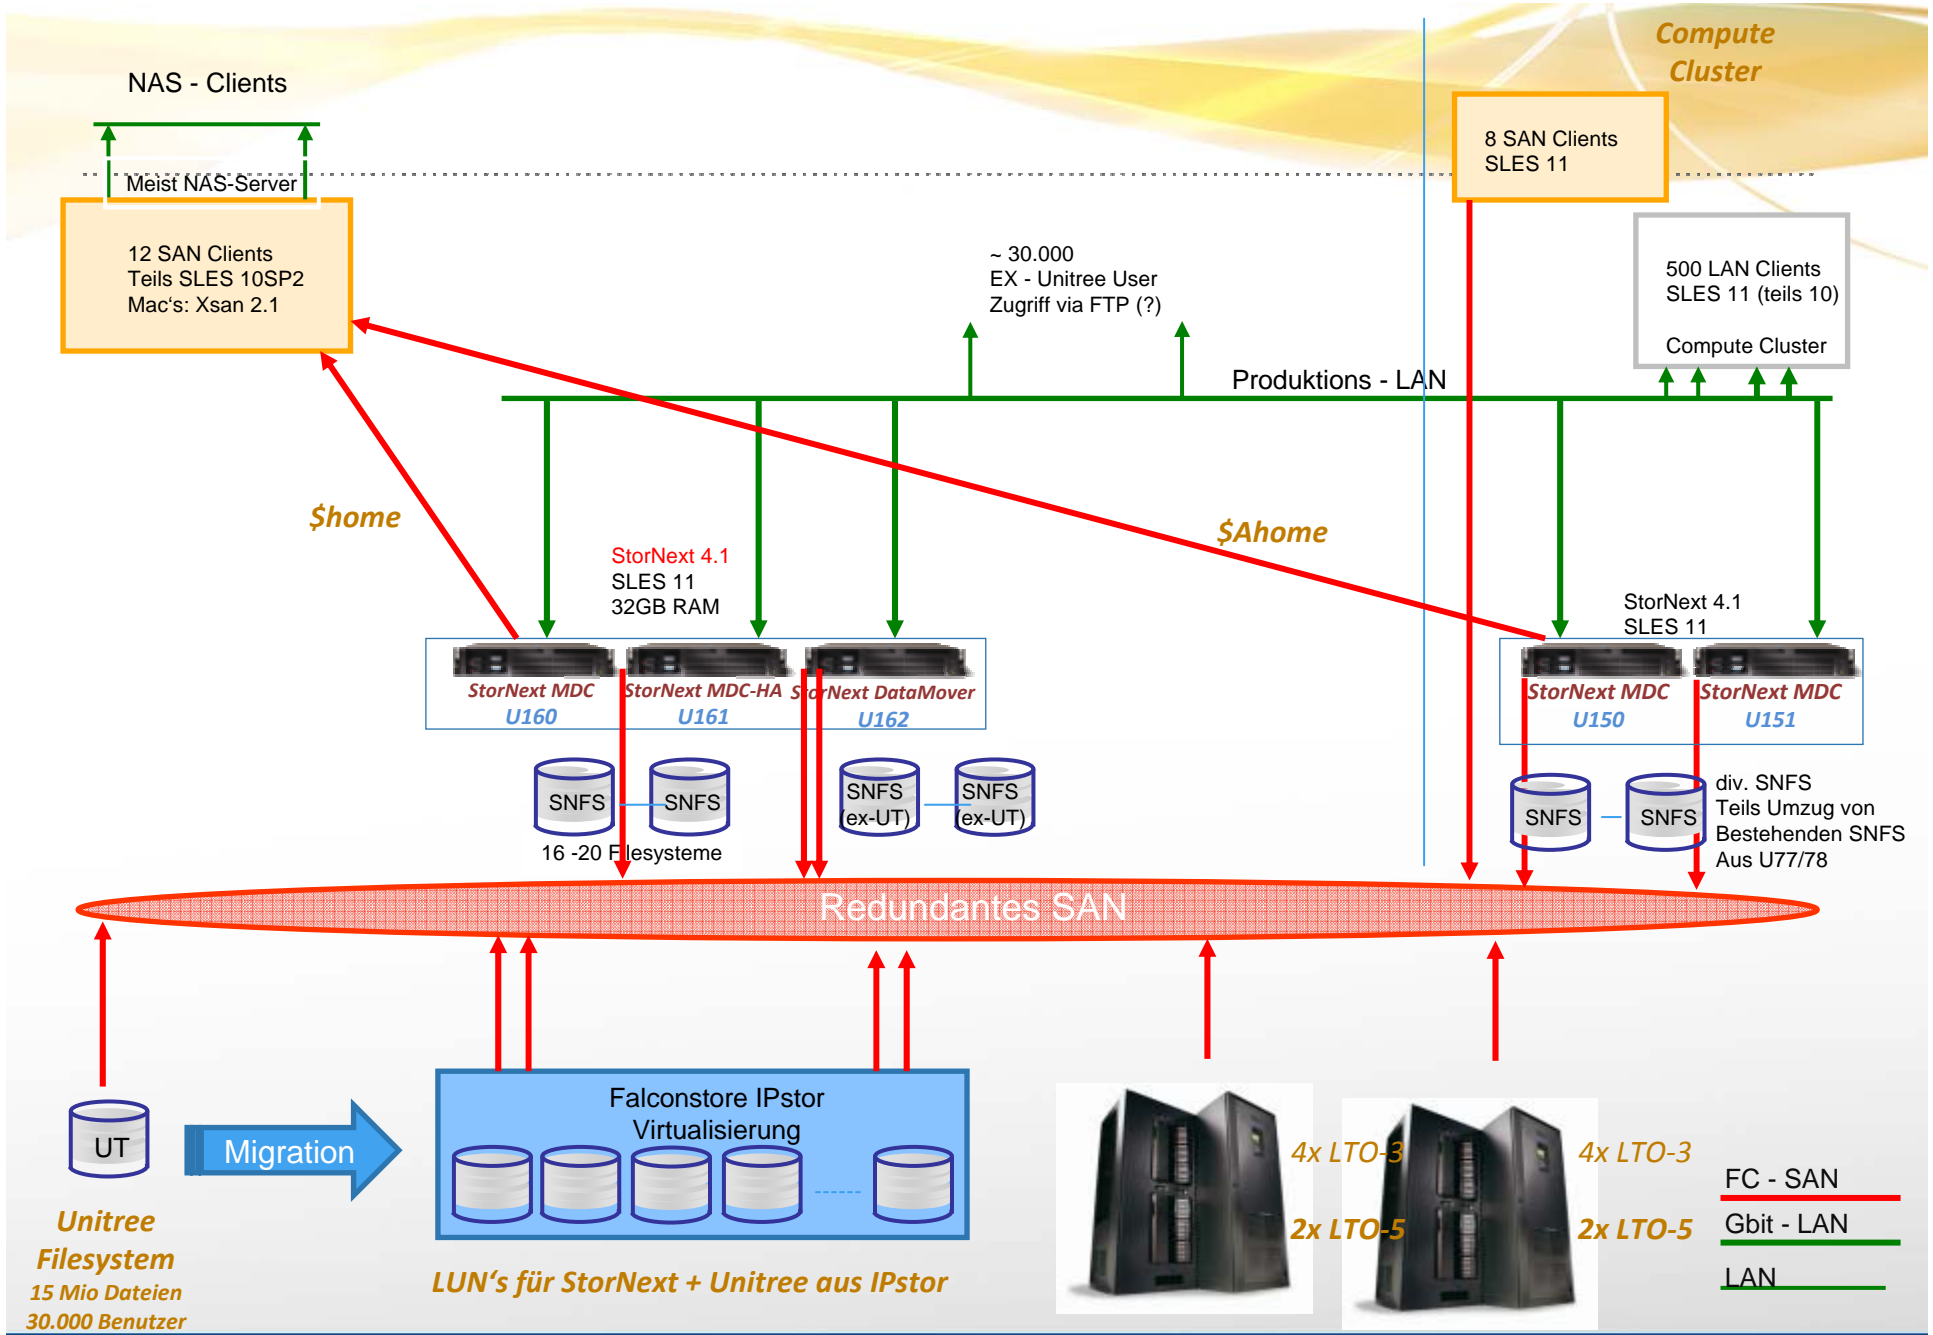 Compute
Cluster
NAS - Clients
8 SAN Clients
SLES 11
Meist NAS-Server
12 SAN Clients
Teils SLES 10SP2
Mac‘s: Xsan 2.1
~ 30.000
EX - Unitree User
Zugriff via FTP (?)
500 LAN Clients
SLES 11 (teils 10)
Compute Cluster
Produktions - LAN
$home
$Ahome
StorNext 4.1
SLES 11
32GB RAM
StorNext 4.1
SLES 11
StorNext MDC
U160
StorNext MDC-HA
U161
StorNext DataMover
U162
StorNext MDC
U150
StorNext MDC
U151
SNFS
SNFS
16 -20 Filesysteme
SNFS
(ex-UT)
SNFS
(ex-UT)
SNFS
SNFS
div. SNFS
Teils Umzug von
Bestehenden SNFS
Aus U77/78
Redundantes SAN
UT
Migration
Unitree
Filesystem
15 Mio Dateien
30.000 Benutzer
Falconstore IPstor
Virtualisierung
LUN‘s für StorNext + Unitree aus IPstor
4x LTO-3
2x LTO-5
4x LTO-3
2x LTO-5
FC - SAN
Gbit - LAN
LAN